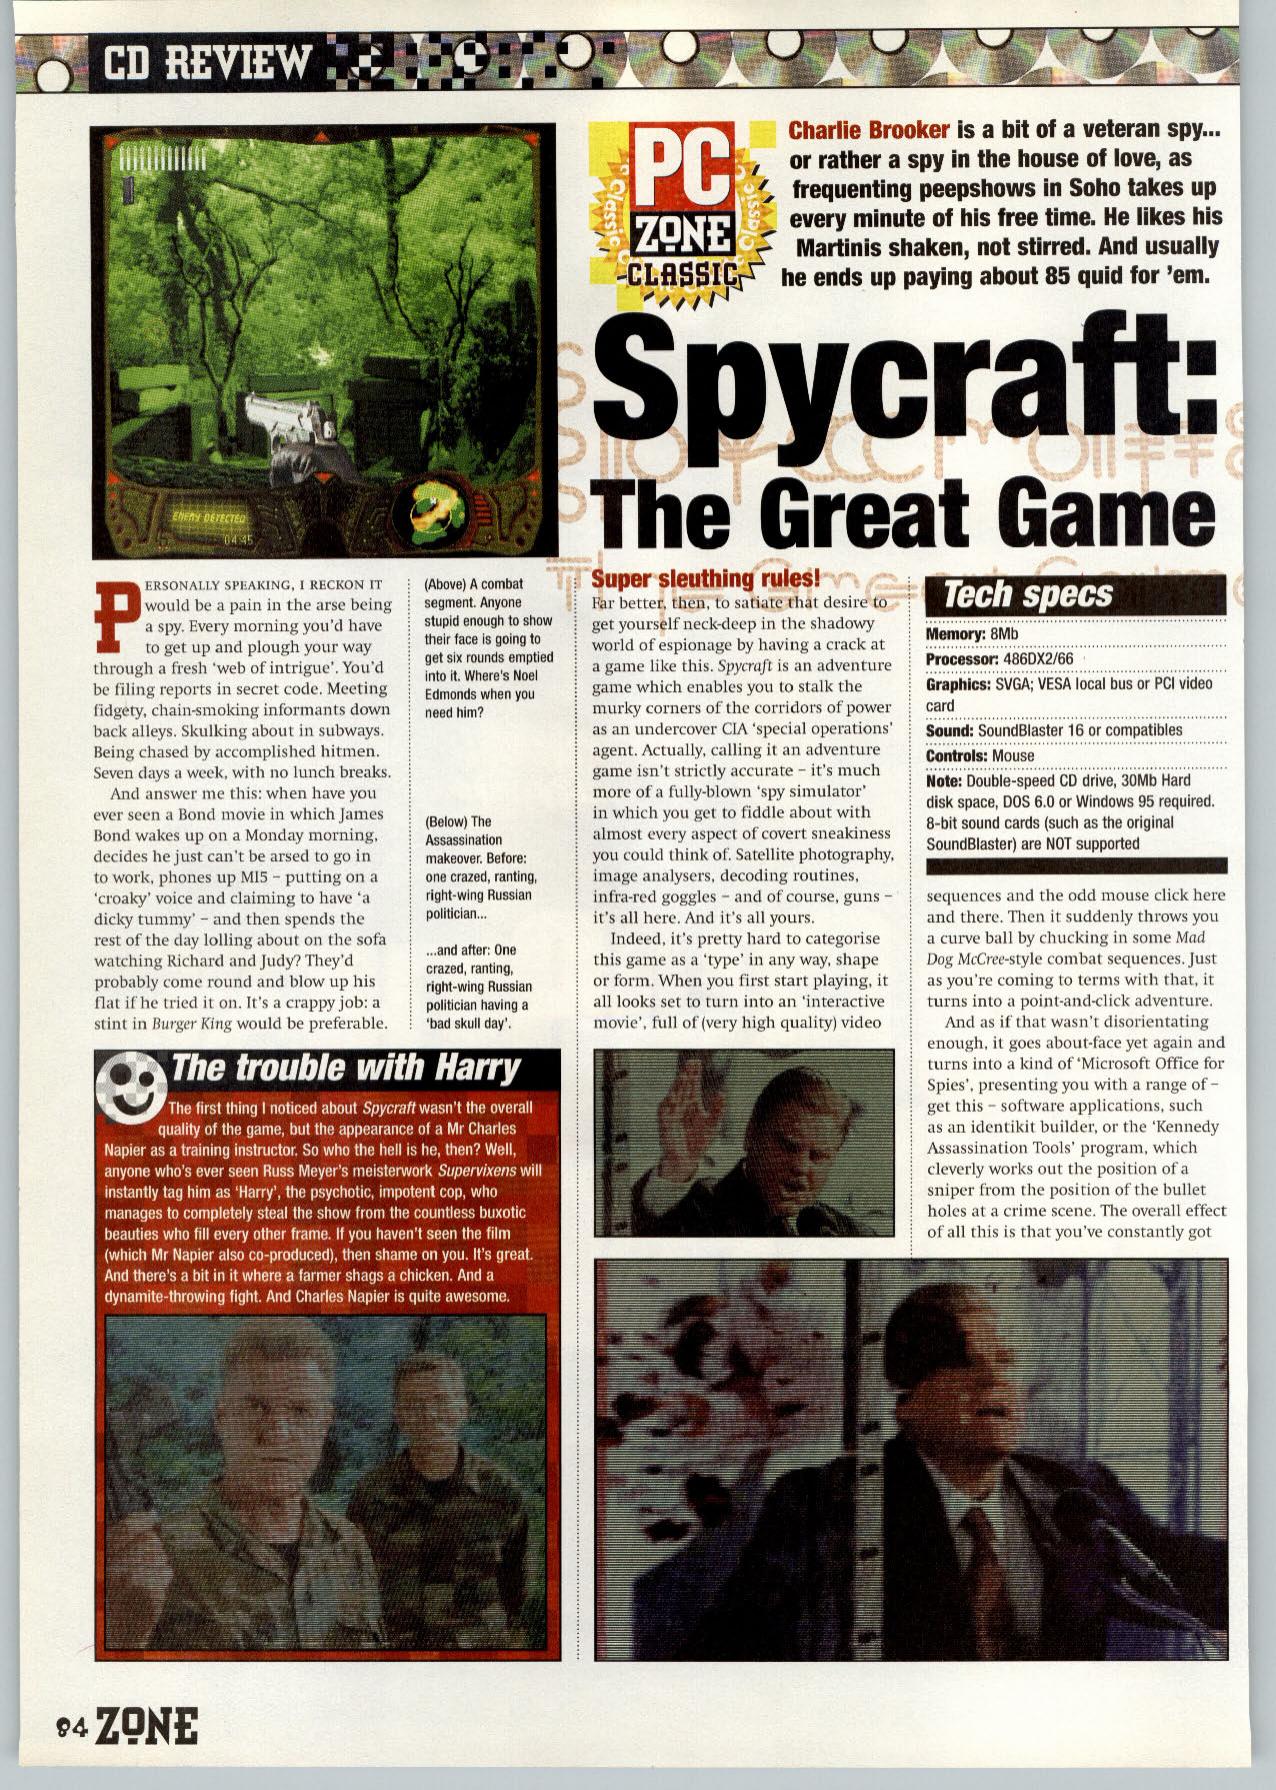 CD REVIEW
ENEMY DETECTED
04:45
PC
ZONE
CLASSIC
Classic
Classic
Charlie Brooker is a bit of a veteran spy...
or rather a spy in the house of love, as
frequenting peepshows in Soho takes up
every minute of his free time. He likes his
Martinis shaken, not stirred. And usually
he ends up paying about 85 quid for 'em.
Spycraft:
The Great Game
PERSONALLY SPEAKING, I RECKON IT
would be a pain in the arse being
a spy. Every morning you'd have
to get up and plough your way
through a fresh 'web of intrigue'. You'd
be filing reports in secret code. Meeting
fidgety, chain-smoking informants down
back alleys. Skulking about in subways.
Being chased by accomplished hitmen.
Seven days a week, with no lunch breaks.
And answer me this: when have you
ever seen a Bond movie in which James
Bond wakes up on a Monday morning,
decides he just can't be arsed to go in
to work, phones up MI5 – putting on a
'croaky' voice and claiming to have 'a
dicky tummy' – and then spends the
rest of the day lolling about on the sofa
watching Richard and Judy? They'd
probably come round and blow up his
flat if he tried it on. It's a crappy job: a
stint in Burger King would be preferable.
(Above) A combat
segment. Anyone
stupid enough to show
their face is going to
get six rounds emptied
into it. Where's Noel
Edmonds when you
need him?
(Below) The
Assassination
makeover. Before:
one crazed, ranting,
right-wing Russian
politician...
...and after: One
crazed, ranting,
right-wing Russian
politician having a
'bad skull day'.
Super sleuthing rules!
Far better, then, to satiate that desire to
get yourself neck-deep in the shadowy
world of espionage by having a crack at
a game like this. Spycraft is an adventure
game which enables you to stalk the
murky corners of the corridors of power
as an undercover CIA 'special operations'
agent. Actually, calling it an adventure
game isn't strictly accurate – it's much
more of a fully-blown 'spy simulator'
in which you get to fiddle about with
almost every aspect of covert sneakiness
you could think of. Satellite photography,
image analysers, decoding routines,
infra-red goggles – and of course, guns –
it's all here. And it's all yours.
Indeed, it's pretty hard to categorise
this game as a 'type' in any way, shape
or form. When you first start playing, it
all looks set to turn into an 'interactive
movie', full of (very high quality) video
Tech specs
Memory: 8Mb
Processor: 486DX2/66
Graphics: SVGA; VESA local bus or PCI video
card
Sound: SoundBlaster 16 or compatibles
Controls: Mouse
Note: Double-speed CD drive, 30Mb Hard
disk space, DOS 6.0 or Windows 95 required.
8-bit sound cards (such as the original
SoundBlaster) are NOT supported
sequences and the odd mouse click here
and there. Then it suddenly throws you
a curve ball by chucking in some Mad
Dog McCree-style combat sequences. Just
as you're coming to terms with that, it
turns into a point-and-click adventure.
And as if that wasn't disorientating
enough, it goes about-face yet again and
turns into a kind of 'Microsoft Office for
Spies', presenting you with a range of –
get this – software applications, such
as an identikit builder, or the 'Kennedy
Assassination Tools' program, which
cleverly works out the position of a
sniper from the position of the bullet
holes at a crime scene. The overall effect
of all this is that you've constantly got
The trouble with Harry
The first thing I noticed about Spycraft wasn't the overall
quality of the game, but the appearance of a Mr Charles
Napier as a training instructor. So who the hell is he, then? Well,
anyone who's ever seen Russ Meyer's meisterwork Supervixens will
instantly tag him as 'Harry', the psychotic, impotent cop, who
manages to completely steal the show from the countless buxotic
beauties who fill every other frame. If you haven't seen the film
(which Mr Napier also co-produced), then shame on you. It's great.
And there's a bit in it where a farmer shags a chicken. And a
dynamite-throwing fight. And Charles Napier is quite awesome.
84 ZONE